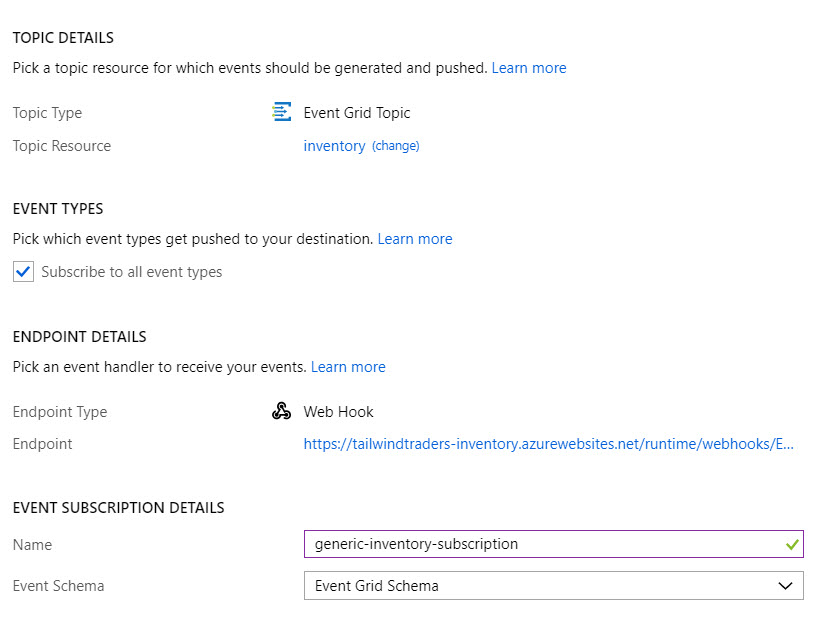 TOPIC DETAILS
Pick a topic resource for which events should be generated and pushed. Learn more
Topic Type Event Grid Topic
Topic Resource inventory (change)
EVENT TYPES
Pick which event types get pushed to your destination. Learn more
Subscribe to all event types
ENDPOINT DETAILS
Pick an event handler to receive your events. Learn more
Endpoint Type Web Hook
Endpoint https://tailwindtraders-inventory.azurewebsites.net/runtime/webhooks/E...
EVENT SUBSCRIPTION DETAILS
Name generic-inventory-subscription
Event Schema Event Grid Schema